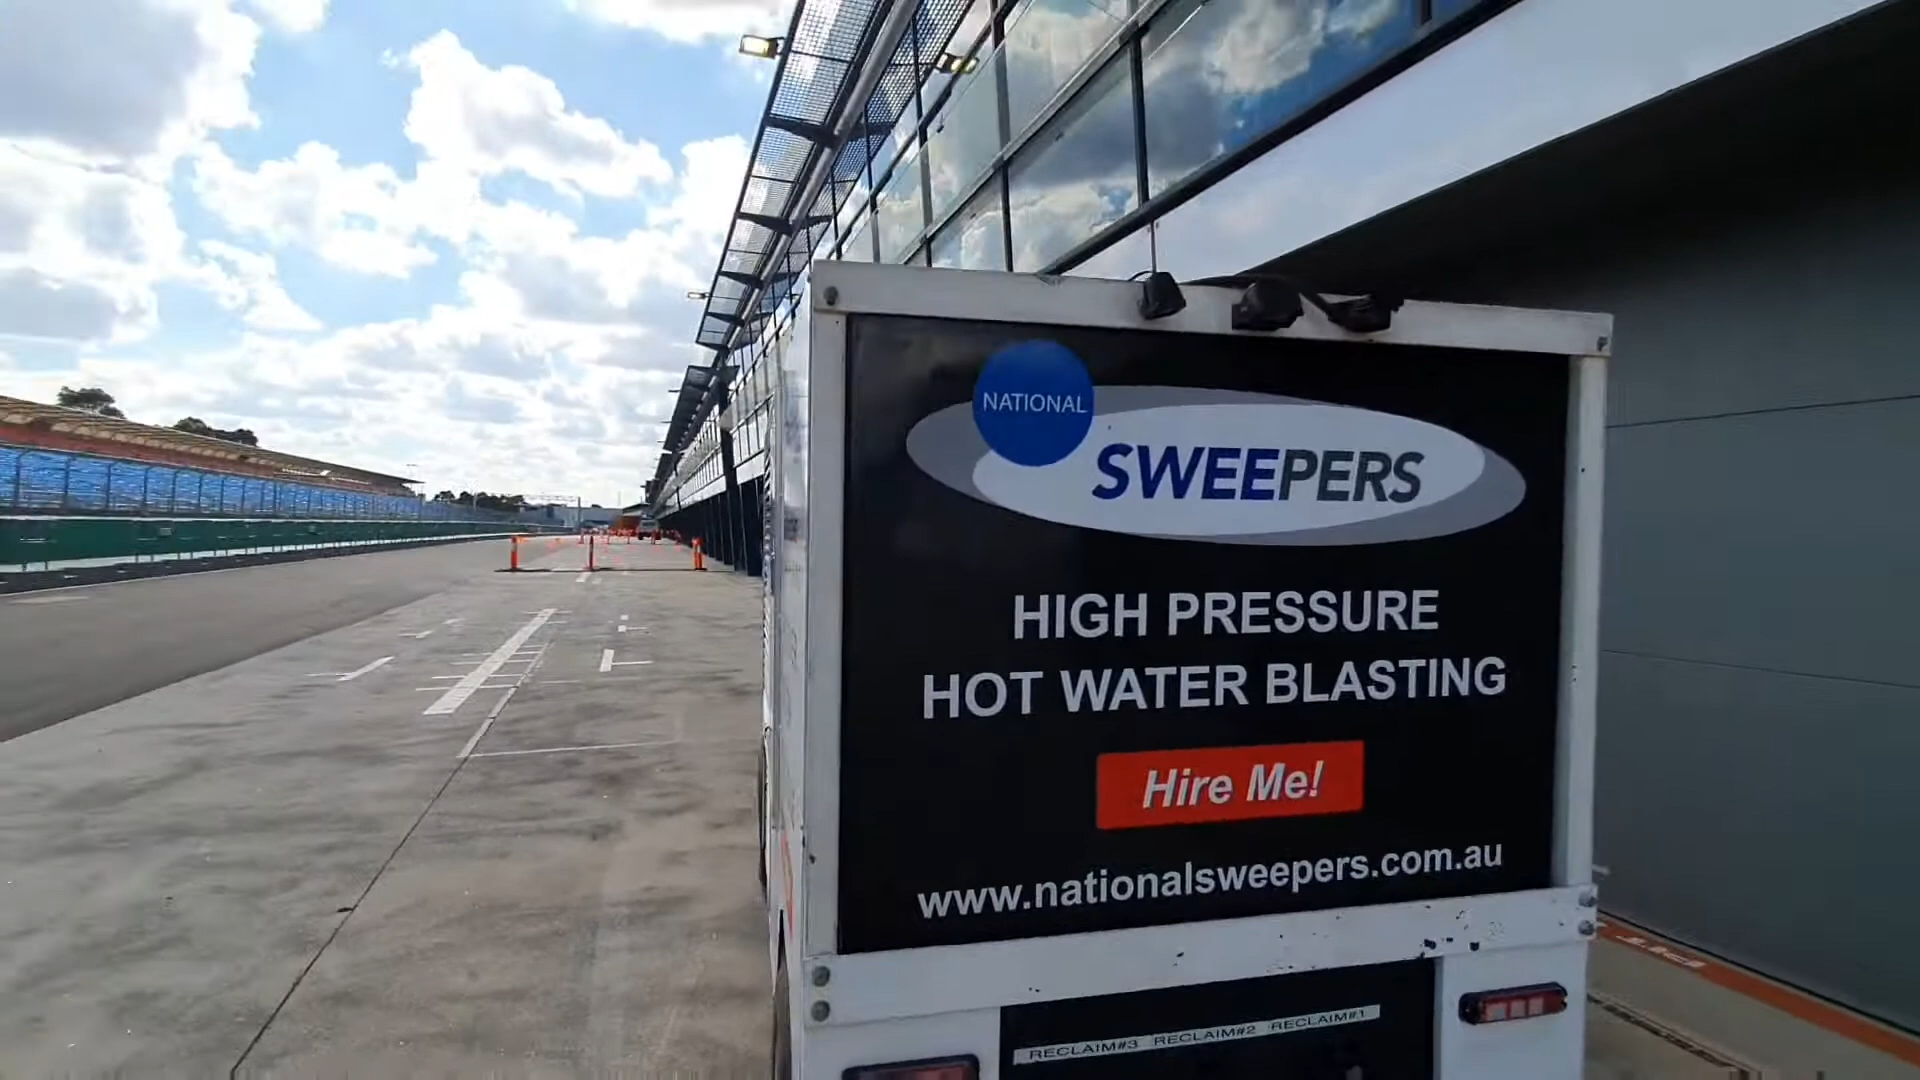 NATIONAL
SWEEPERS
HIGH PRESSURE
HOT WATER BLASTING
Hire Me!
www.nationalsweepers.com.au
RECLAIM#3 RECLAIM#2 RECLAIM#1